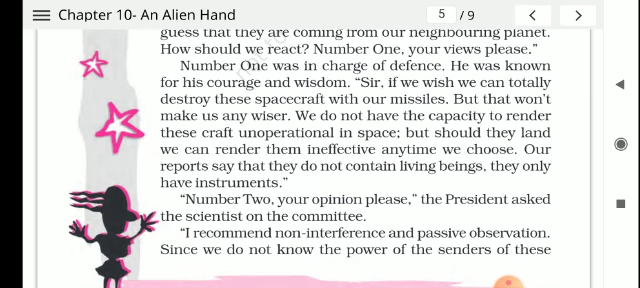 Chapter 10- An Alien Hand
5 / 9
guess that they are coming from our neighbouring planet.
How should we react? Number One, your views please."
Number One was in charge of defence. He was known
for his courage and wisdom. "Sir, if we wish we can totally
destroy these spacecraft with our missiles. But that won't
make us any wiser. We do not have the capacity to render
these craft unoperational in space; but should they land
we can render them ineffective anytime we choose. Our
reports say that they do not contain living beings, they only
have instruments."
"Number Two, your opinion please," the President asked
the scientist on the committee.
"I recommend non-interference and passive observation.
Since we do not know the power of the senders of these